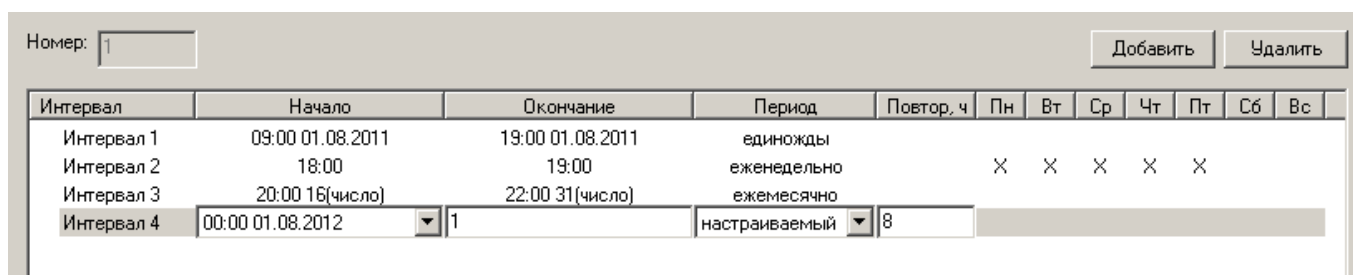 Номер: 1 Добавить Удалить
Интервал Начало Окончание Период Повтор, ч Пн Вт Ср Чт Пт Сб Вс
Интервал 1 09:00 01.08.2011 19:00 01.08.2011 единожды
Интервал 2 18:00 19:00 еженедельно X X X X X
Интервал 3 20:00 16(число) 22:00 31(число) ежемесячно
Интервал 4 00:00 01.08.2012 1 настраиваемый 8